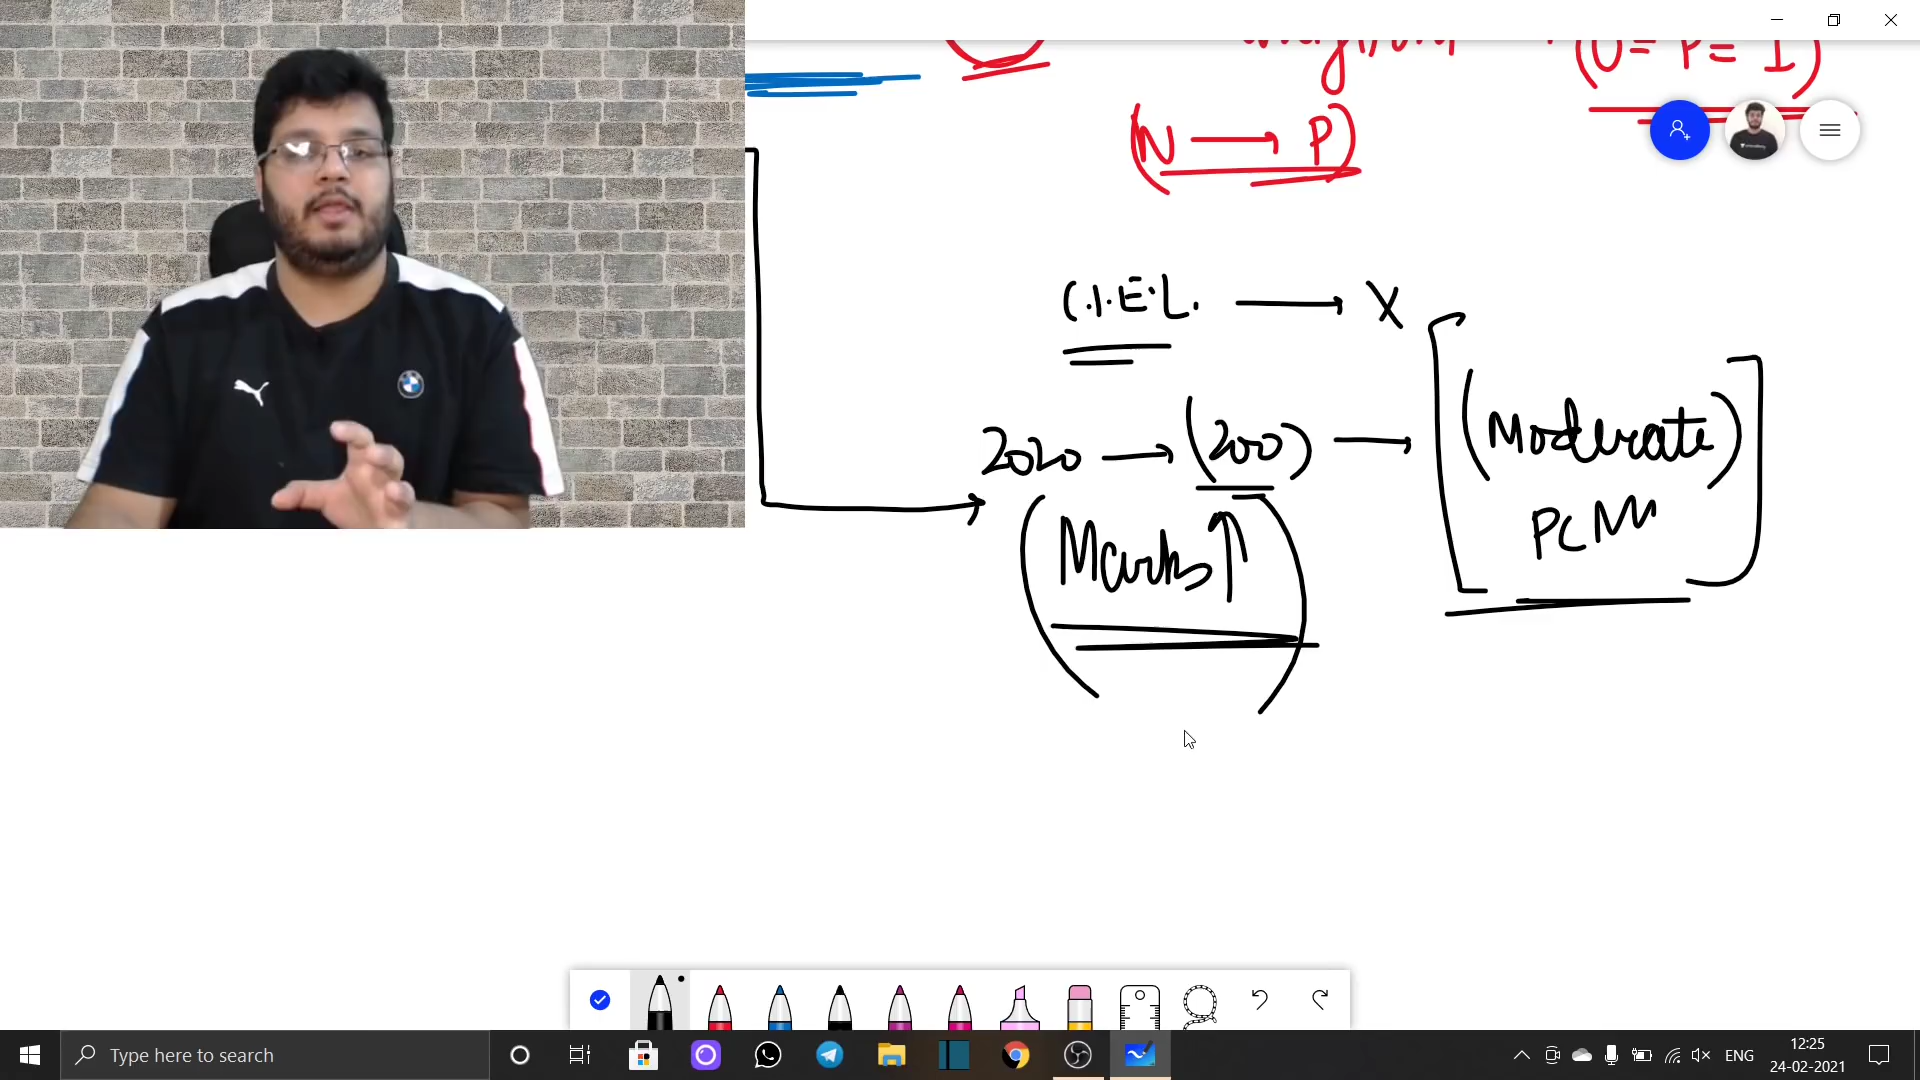 (U= P= I)
(N → P)
C.I.E.L. → X
2020 → (200) → [(Moderate)
PCM]
(Marks↑)
Type here to search
ENG
12:25
24-02-2021